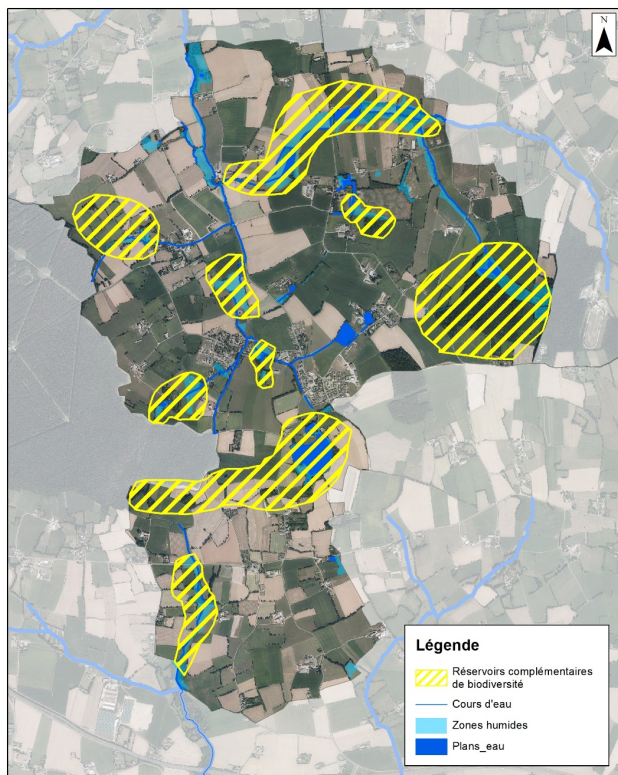 N
Légende
Réservoirs complémentaires
de biodiversité
Cours d'eau
Zones humides
Plans_eau